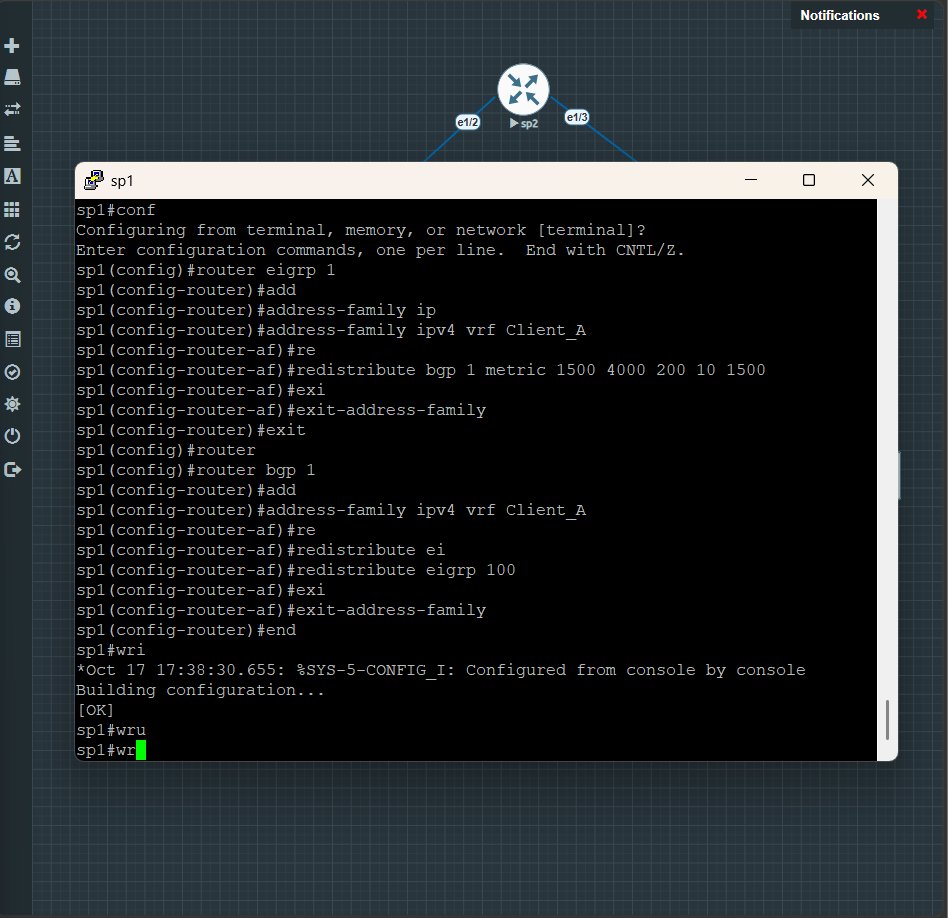 Notifications
e1/2
sp2
e1/3
sp1
sp1#conf
Configuring from terminal, memory, or network [terminal]?
Enter configuration commands, one per line.  End with CNTL/Z.
sp1(config)#router eigrp 1
sp1(config-router)#add
sp1(config-router)#address-family ip
sp1(config-router)#address-family ipv4 vrf Client_A
sp1(config-router-af)#re
sp1(config-router-af)#redistribute bgp 1 metric 1500 4000 200 10 1500
sp1(config-router-af)#exi
sp1(config-router-af)#exit-address-family
sp1(config-router)#exit
sp1(config)#router
sp1(config)#router bgp 1
sp1(config-router)#add
sp1(config-router)#address-family ipv4 vrf Client_A
sp1(config-router-af)#re
sp1(config-router-af)#redistribute ei
sp1(config-router-af)#redistribute eigrp 100
sp1(config-router-af)#exi
sp1(config-router-af)#exit-address-family
sp1(config-router)#end
sp1#wri
*Oct 17 17:38:30.655: %SYS-5-CONFIG_I: Configured from console by console
Building configuration...
[OK]
sp1#wru
sp1#wr